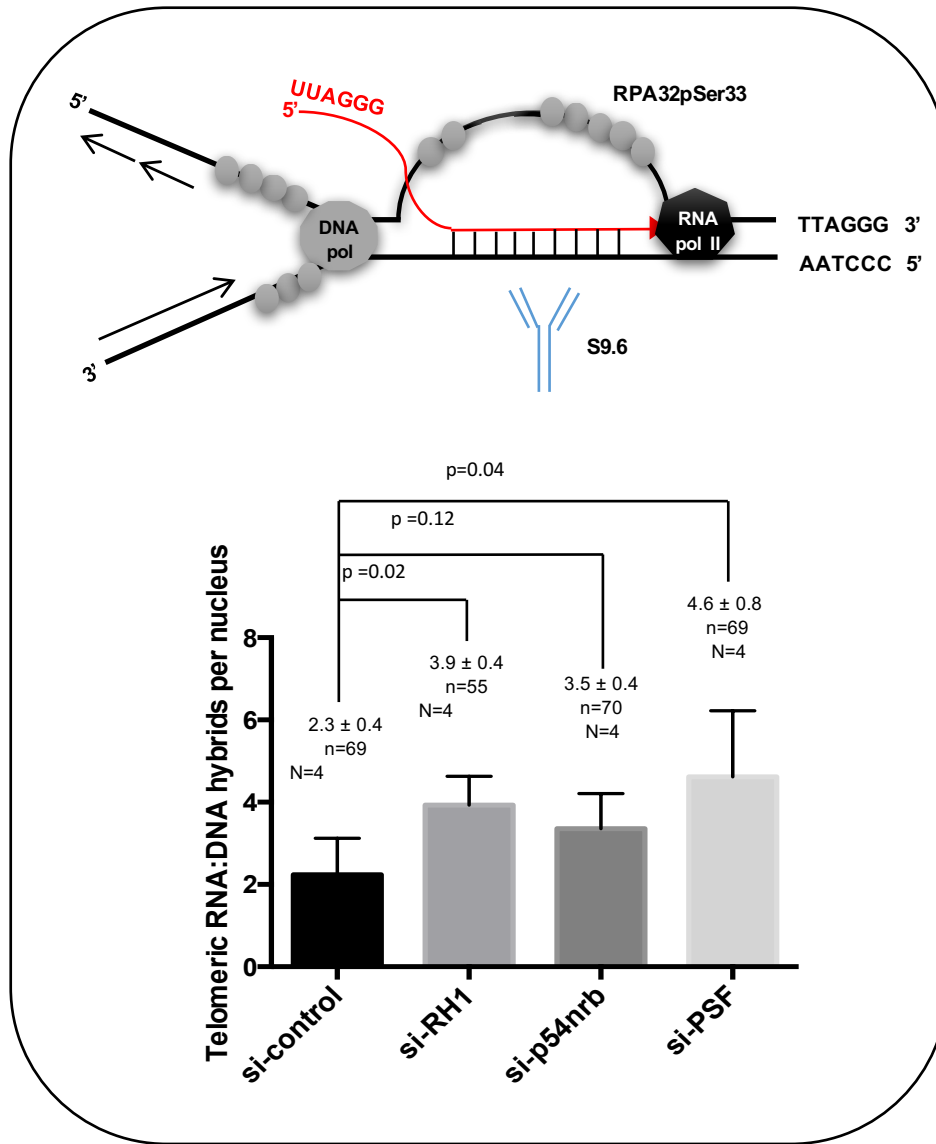 5'
UUAGGG
5'
RPA32pSer33
DNA
pol
RNA
pol II
TTAGGG 3'
AATCCC 5'
3'
S9.6
p=0.04
p =0.12
p =0.02
Telomeric RNA:DNA hybrids per nucleus
8
6
4
2
0
2.3 ± 0.4
n=69
N=4
3.9 ± 0.4
n=55
N=4
3.5 ± 0.4
n=70
N=4
4.6 ± 0.8
n=69
N=4
si-control
si-RH1
si-p54nrb
si-PSF